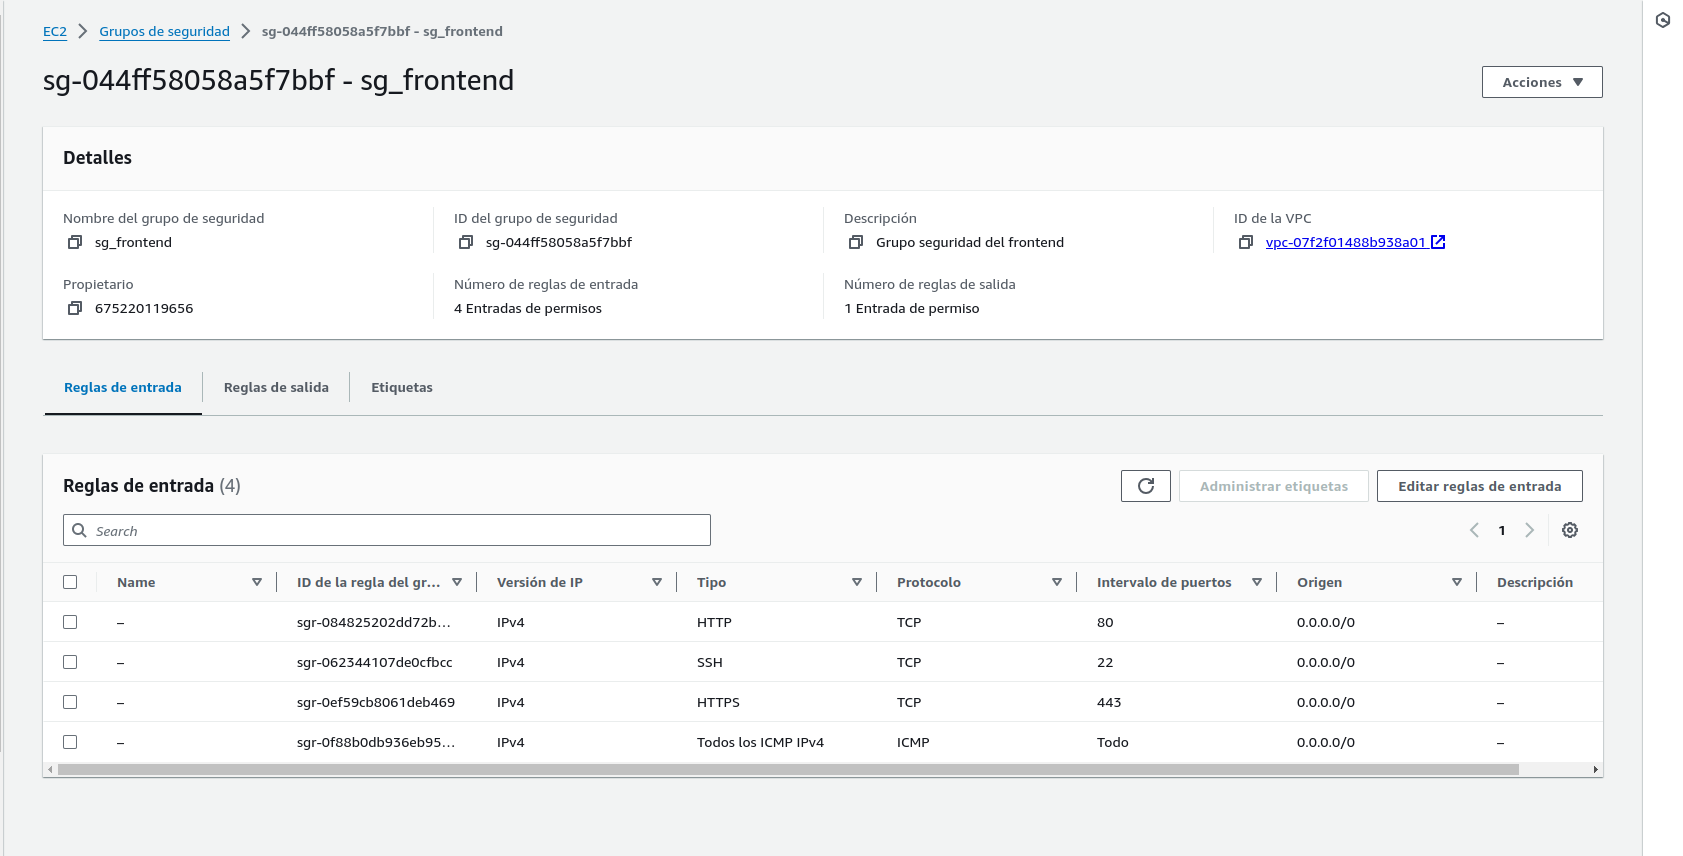 EC2 Grupos de seguridad sg-044ff58058a5f7bbf - sg_frontend
sg-044ff58058a5f7bbf - sg_frontend
Acciones
Detalles
Nombre del grupo de seguridad ID del grupo de seguridad Descripción ID de la VPC
sg_frontend sg-044ff58058a5f7bbf Grupo seguridad del frontend vpc-07f2f01488b938a01
Propietario Número de reglas de entrada Número de reglas de salida
675220119656 4 Entradas de permisos 1 Entrada de permiso
Reglas de entrada Reglas de salida Etiquetas
Reglas de entrada (4) Administrar etiquetas Editar reglas de entrada
Search 1
Name ID de la regla del gr... Versión de IP Tipo Protocolo Intervalo de puertos Origen Descripción
– sgr-084825202dd72b... IPv4 HTTP TCP 80 0.0.0.0/0 –
– sgr-062344107de0cfbcc IPv4 SSH TCP 22 0.0.0.0/0 –
– sgr-0ef59cb8061deb469 IPv4 HTTPS TCP 443 0.0.0.0/0 –
– sgr-0f88b0db936eb95... IPv4 Todos los ICMP IPv4 ICMP Todo 0.0.0.0/0 –